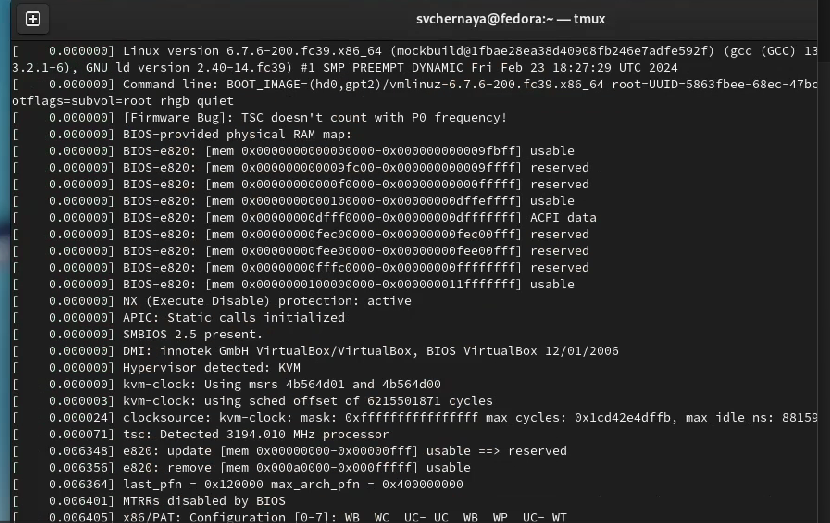 svchernaya@fedora:~ — tmux
[    0.000000] Linux version 6.7.6-200.fc39.x86_64 (mockbuild@1fbae28ea38d40908fb246e7adfe592f) (gcc (GCC) 13
3.2.1-6), GNU ld version 2.40-14.fc39) #1 SMP PREEMPT_DYNAMIC Fri Feb 23 18:27:29 UTC 2024
[    0.000000] Command line: BOOT_IMAGE=(hd0,gpt2)/vmlinuz-6.7.6-200.fc39.x86_64 root=UUID=5863fbee-68ec-47bc
otflags=subvol=root rhgb quiet
[    0.000000] [Firmware Bug]: TSC doesn't count with P0 frequency!
[    0.000000] BIOS-provided physical RAM map:
[    0.000000] BIOS-e820: [mem 0x0000000000000000-0x000000000009fbff] usable
[    0.000000] BIOS-e820: [mem 0x000000000009fc00-0x000000000009ffff] reserved
[    0.000000] BIOS-e820: [mem 0x00000000000f0000-0x00000000000fffff] reserved
[    0.000000] BIOS-e820: [mem 0x0000000000100000-0x00000000dffeffff] usable
[    0.000000] BIOS-e820: [mem 0x00000000dfff0000-0x00000000dfffffff] ACPI data
[    0.000000] BIOS-e820: [mem 0x00000000fec00000-0x00000000fec00fff] reserved
[    0.000000] BIOS-e820: [mem 0x00000000fee00000-0x00000000fee00fff] reserved
[    0.000000] BIOS-e820: [mem 0x00000000fffc0000-0x00000000ffffffff] reserved
[    0.000000] BIOS-e820: [mem 0x0000000100000000-0x000000011fffffff] usable
[    0.000000] NX (Execute Disable) protection: active
[    0.000000] APIC: Static calls initialized
[    0.000000] SMBIOS 2.5 present.
[    0.000000] DMI: innotek GmbH VirtualBox/VirtualBox, BIOS VirtualBox 12/01/2006
[    0.000000] Hypervisor detected: KVM
[    0.000000] kvm-clock: Using msrs 4b564d01 and 4b564d00
[    0.000003] kvm-clock: using sched offset of 6215501871 cycles
[    0.000024] clocksource: kvm-clock: mask: 0xffffffffffffffff max_cycles: 0x1cd42e4dffb, max_idle_ns: 88159
[    0.000071] tsc: Detected 3194.010 MHz processor
[    0.006348] e820: update [mem 0x00000000-0x00000fff] usable ==> reserved
[    0.006356] e820: remove [mem 0x000a0000-0x000fffff] usable
[    0.006364] last_pfn = 0x120000 max_arch_pfn = 0x400000000
[    0.006401] MTRRs disabled by BIOS
[    0.006405] x86/PAT: Configuration [0-7]: WB  WC  UC- UC  WB  WP  UC- WT